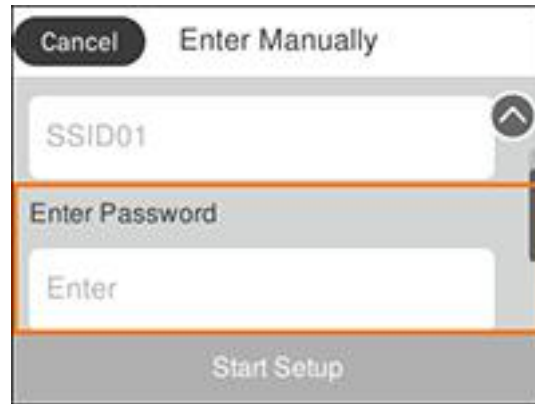 Cancel Enter Manually
SSID01
Enter Password
Enter
Start Setup